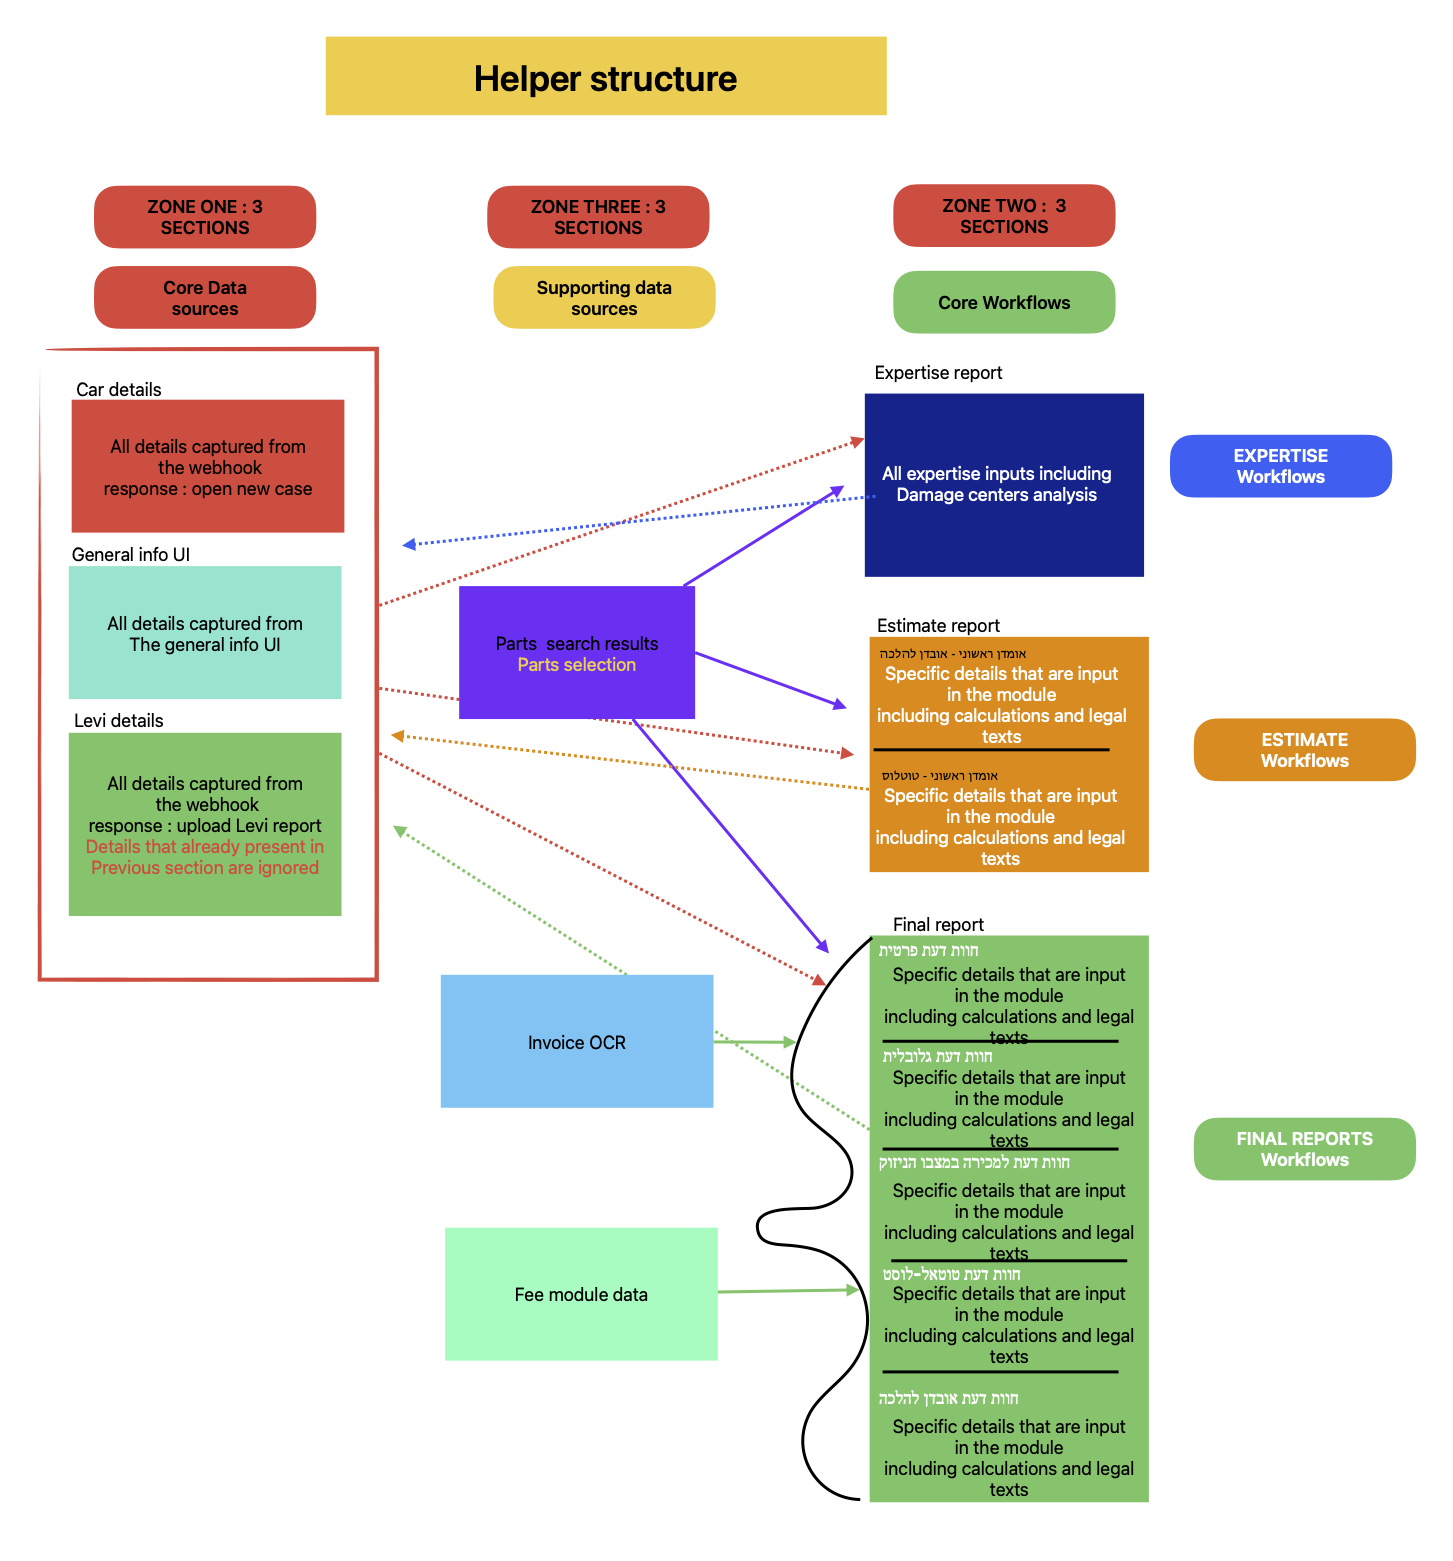 Helper structure
ZONE ONE : 3
SECTIONS
ZONE THREE : 3
SECTIONS
ZONE TWO :  3
SECTIONS
Core Data
sources
Supporting data
sources
Core Workflows
Car details
All details captured from
the webhook
response : open new case
General info UI
All details captured from
The general info UI
Levi details
All details captured from
the webhook
response : upload Levi report
Details that already present in
Previous section are ignored
Parts  search results
Parts selection
Invoice OCR
Fee module data
Expertise report
All expertise inputs including
Damage centers analysis
EXPERTISE
Workflows
Estimate report
אומדן ראשוני - אובדן להלכה
Specific details that are input
in the module
including calculations and legal
texts
אומדן ראשוני - טוטלוס
Specific details that are input
in the module
including calculations and legal
texts
ESTIMATE
Workflows
Final report
חוות דעת פרטית
Specific details that are input
in the module
including calculations and legal
texts
חוות דעת גלובלית
Specific details that are input
in the module
including calculations and legal
texts
חוות דעת למכירה במצבו הניזוק
Specific details that are input
in the module
including calculations and legal
texts
חוות דעת טוטאל-לוסט
Specific details that are input
in the module
including calculations and legal
texts
חוות דעת אובדן להלכה
Specific details that are input
in the module
including calculations and legal
texts
FINAL REPORTS
Workflows